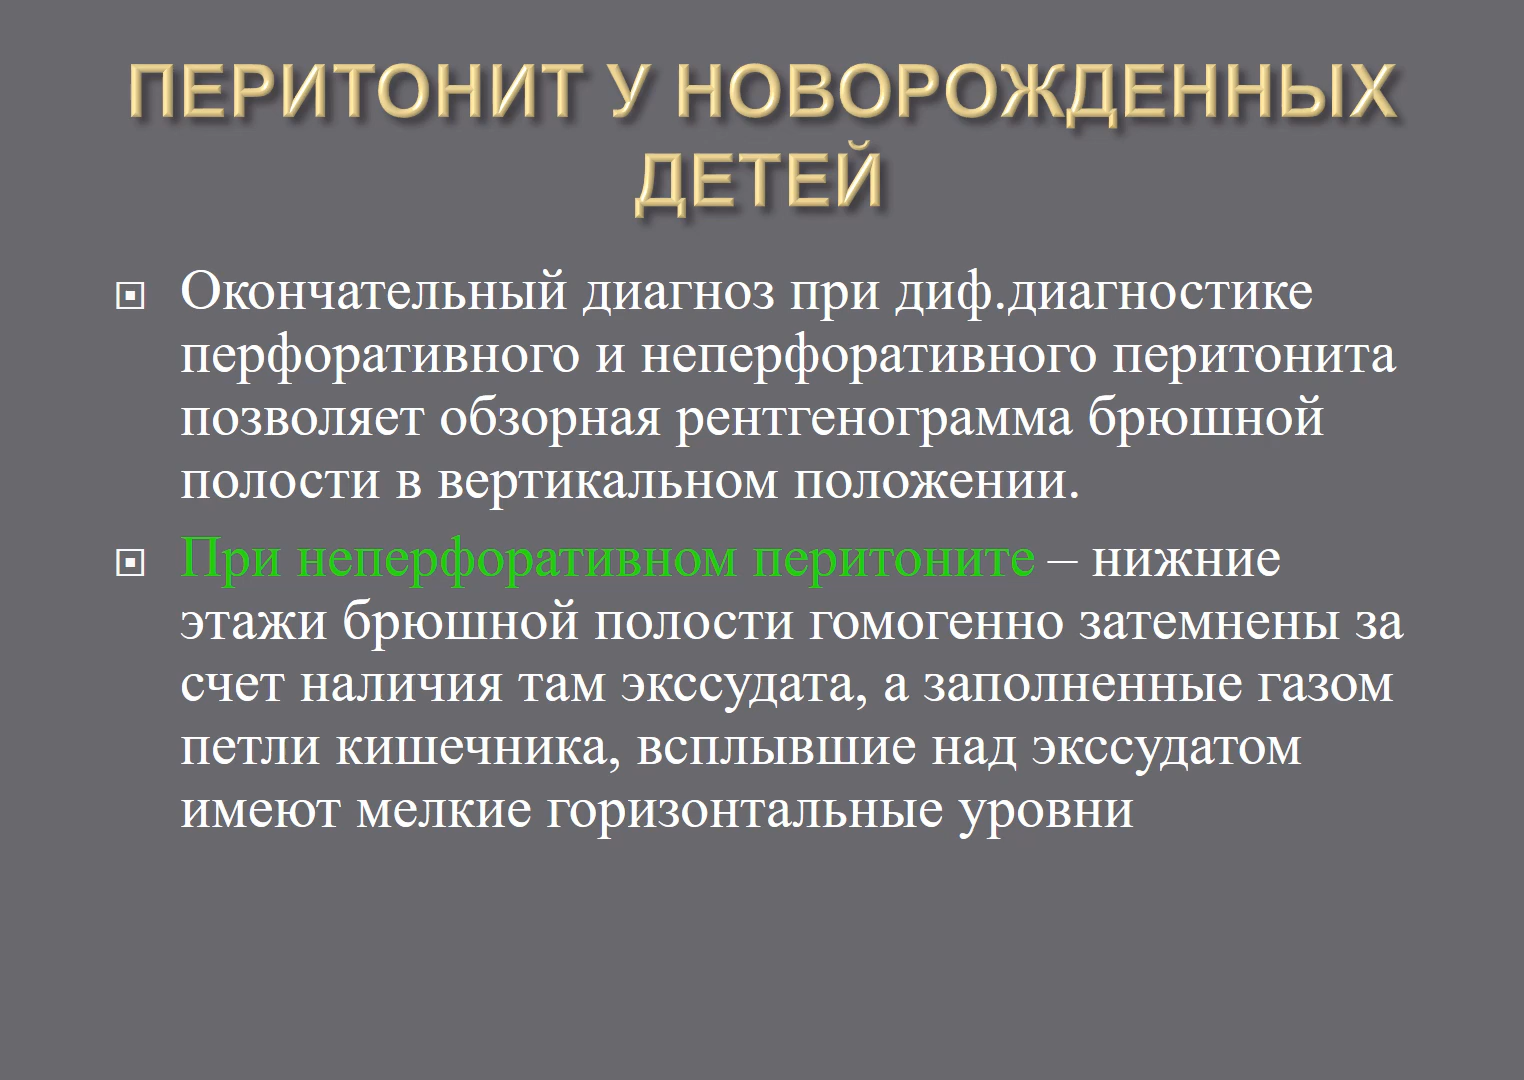 ПЕРИТОНИТ У НОВОРОЖДЕННЫХ
ДЕТЕЙ
Окончательный диагноз при диф.диагностике
перфоративного и неперфоративного перитонита
позволяет обзорная рентгенограмма брюшной
полости в вертикальном положении.
При неперфоративном перитоните – нижние
этажи брюшной полости гомогенно затемнены за
счет наличия там экссудата, а заполненные газом
петли кишечника, всплывшие над экссудатом
имеют мелкие горизонтальные уровни